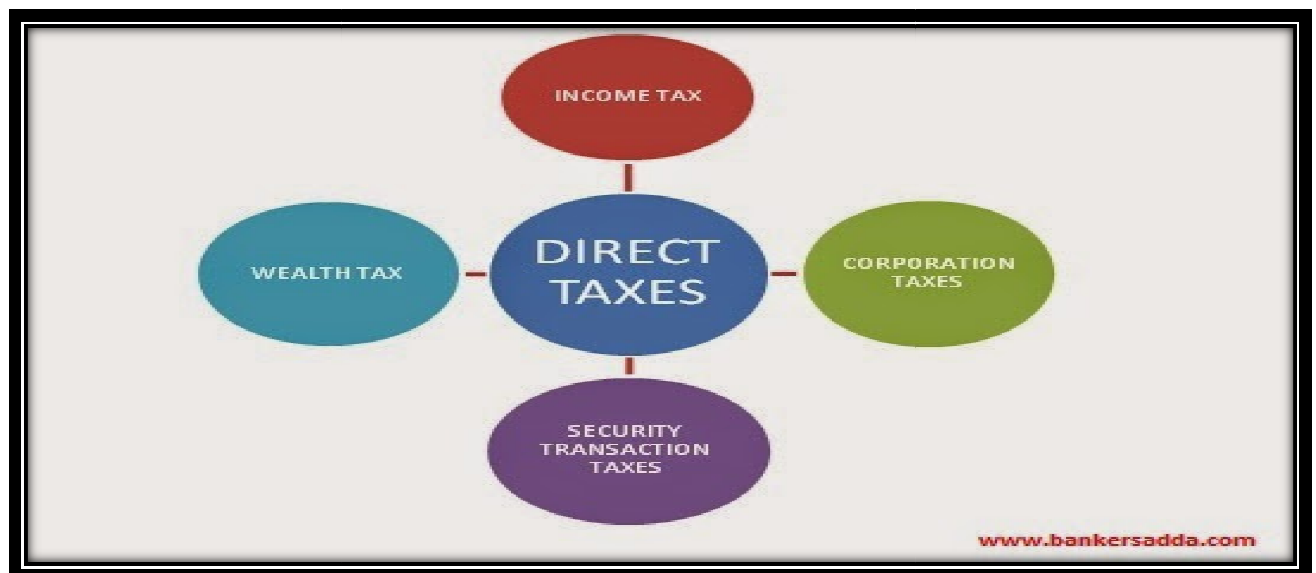 INCOME TAX
WEALTH TAX
DIRECT
TAXES
CORPORATION
TAXES
SECURITY
TRANSACTION
TAXES
www.bankersadda.com